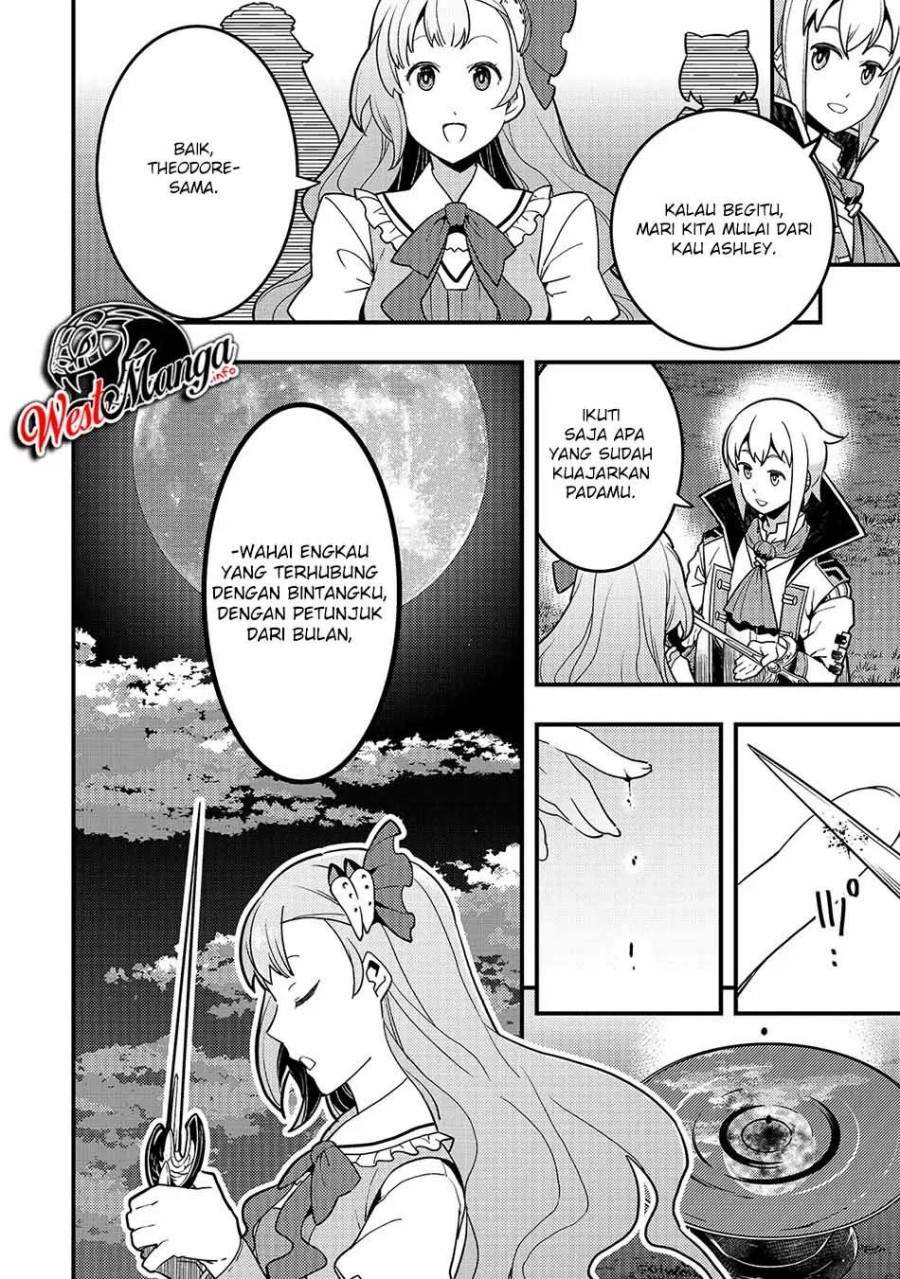 KALAU BEGITU,
MARI KITA MULAI DARI
KAU ASHLEY.
BAIK,
THEODORE-
SAMA.
IKUTI
SAJA APA
YANG SUDAH
KUAJARKAN
PADAMU.
-WAHAI ENGKAU
YANG TERHUBUNG
DENGAN BINTANGKU,
DENGAN PETUNJUK
DARI BULAN,
WestManga
.info